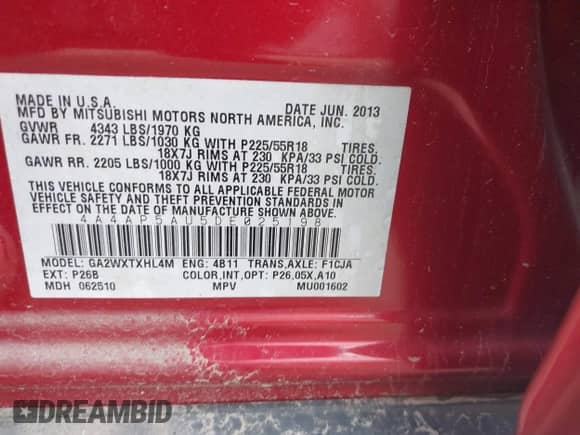 MADE IN U.S.A. DATE JUN. 2013
MFD BY MITSUBISHI MOTORS NORTH AMERICA, INC.
GVWR 4343 LBS/1970 KG
GAWR FR. 2271 LBS/1030 KG WITH P225/55R18 TIRES.
18X7J RIMS AT 230 KPA/33 PSI COLD.
GAWR RR. 2205 LBS/1000 KG WITH P225/55R18 TIRES.
18X7J RIMS AT 230 KPA/33 PSI COLD.
THIS VEHICLE CONFORMS TO ALL APPLICABLE FEDERAL MOTOR
VEHICLE SAFETY AND THEFT PREVENTION STANDARDS IN
EFFECT ON THE DATE OF MANUFACTURE SHOWN ABOVE.
4A4AP5AU5DE025198
MODEL: GA2WXTXHL4M ENG: 4B11 TRANS,AXLE: F1CJA
EXT: P26B COLOR,INT,OPT: P26,05X,A10
MDH 062510 MPV MU001602
DREAMBID